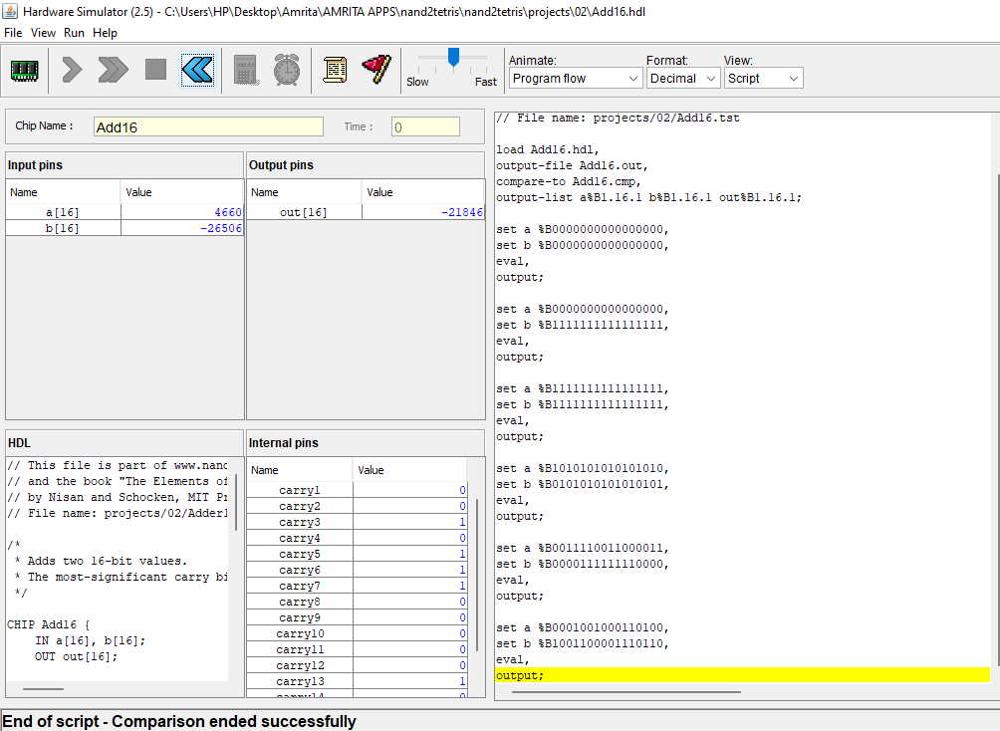 Hardware Simulator (2.5) - C:\Users\HP\Desktop\Amrita\AMRITA APPS\nand2tetris\nand2tetris\projects\02\Add16.hdl
File View Run Help
Slow Fast
Animate: Format: View:
Program flow Decimal Script
Chip Name : Add16 Time : 0
Input pins
Name Value
a[16] 4660
b[16] -26506
Output pins
Name Value
out[16] -21846
HDL
// This file is part of www.nanc
// and the book "The Elements of
// by Nisan and Schocken, MIT Pr
// File name: projects/02/Adder1
/*
* Adds two 16-bit values.
* The most-significant carry bi
*/
CHIP Add16 {
IN a[16], b[16];
OUT out[16];
Internal pins
Name Value
carry1 0
carry2 0
carry3 1
carry4 0
carry5 1
carry6 1
carry7 1
carry8 0
carry9 0
carry10 0
carry11 0
carry12 0
carry13 1
carry14 0
// File name: projects/02/Add16.tst
load Add16.hdl,
output-file Add16.out,
compare-to Add16.cmp,
output-list a%B1.16.1 b%B1.16.1 out%B1.16.1;
set a %B0000000000000000,
set b %B0000000000000000,
eval,
output;
set a %B0000000000000000,
set b %B1111111111111111,
eval,
output;
set a %B1111111111111111,
set b %B1111111111111111,
eval,
output;
set a %B1010101010101010,
set b %B0101010101010101,
eval,
output;
set a %B0011110011000011,
set b %B0000111111110000,
eval,
output;
set a %B0001001000110100,
set b %B1001100001110110,
eval,
output;
End of script - Comparison ended successfully